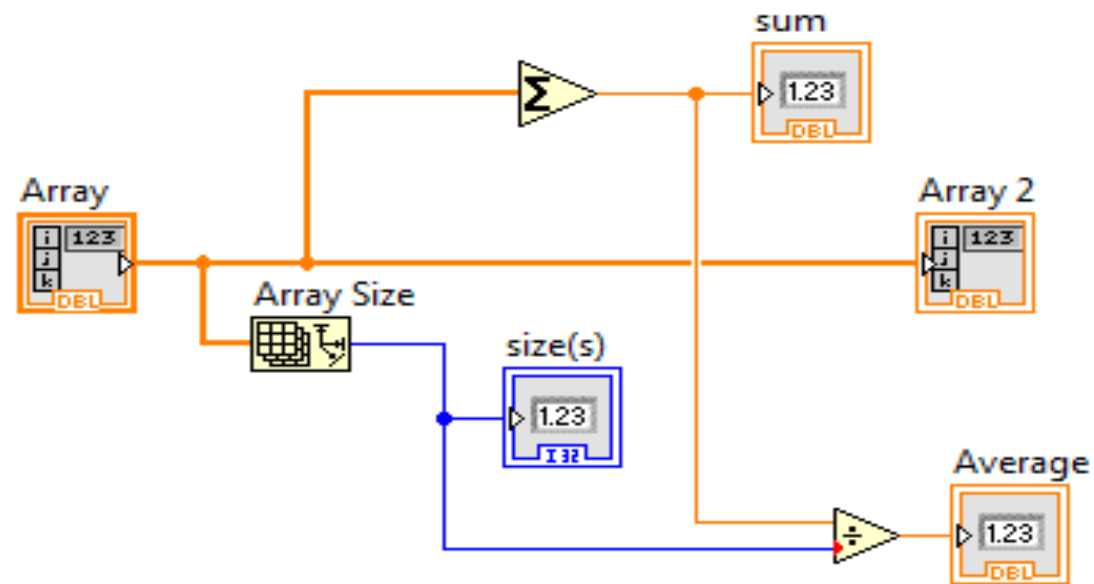 sum
1.23
DBL
Σ
Array
i
j
k
123
DBL
Array 2
i
j
k
123
DBL
Array Size
size(s)
1.23
I32
Average
÷
1.23
DBL